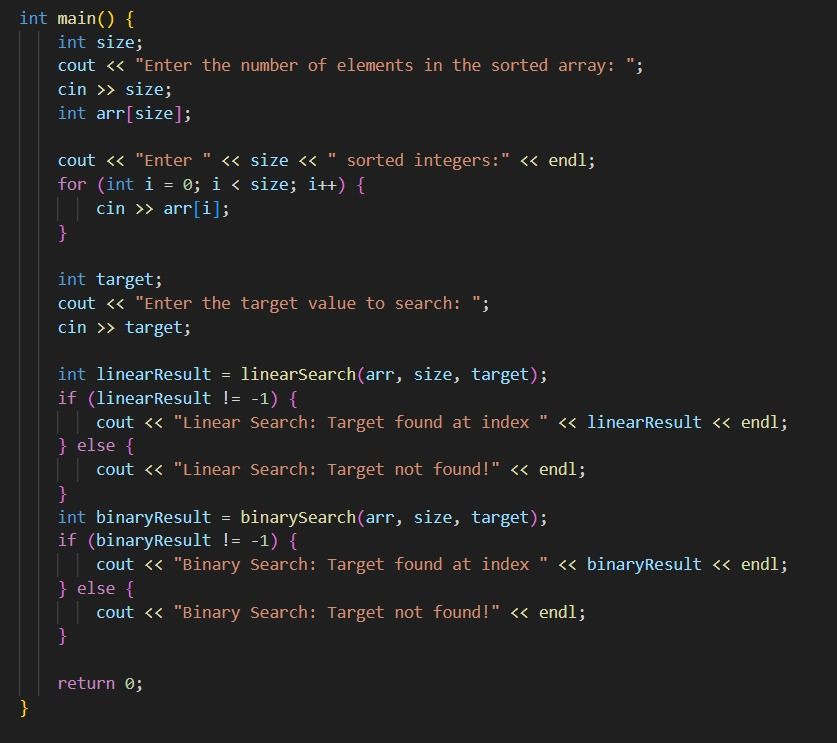 int main() {
    int size;
    cout << "Enter the number of elements in the sorted array: ";
    cin >> size;
    int arr[size];

    cout << "Enter " << size << " sorted integers:" << endl;
    for (int i = 0; i < size; i++) {
        cin >> arr[i];
    }

    int target;
    cout << "Enter the target value to search: ";
    cin >> target;

    int linearResult = linearSearch(arr, size, target);
    if (linearResult != -1) {
        cout << "Linear Search: Target found at index " << linearResult << endl;
    } else {
        cout << "Linear Search: Target not found!" << endl;
    }
    int binaryResult = binarySearch(arr, size, target);
    if (binaryResult != -1) {
        cout << "Binary Search: Target found at index " << binaryResult << endl;
    } else {
        cout << "Binary Search: Target not found!" << endl;
    }

    return 0;
}